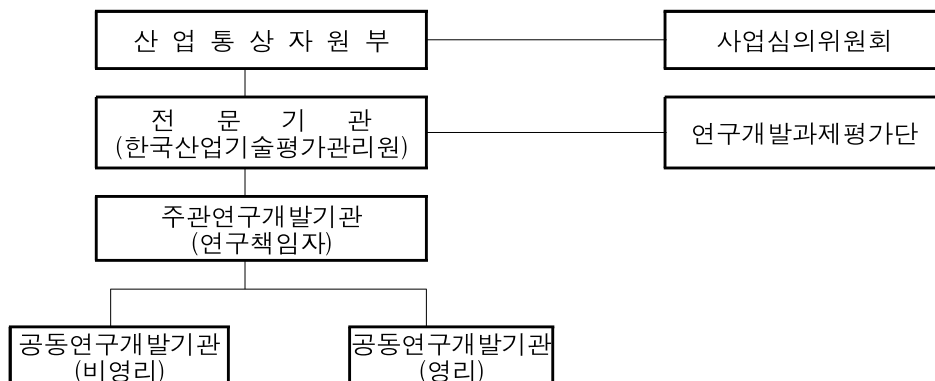 산 업 통 상 자 원 부
사업심의위원회
전 문 기 관
(한국산업기술평가관리원)
연구개발과제평가단
주관연구개발기관
(연구책임자)
공동연구개발기관
(비영리)
공동연구개발기관
(영리)